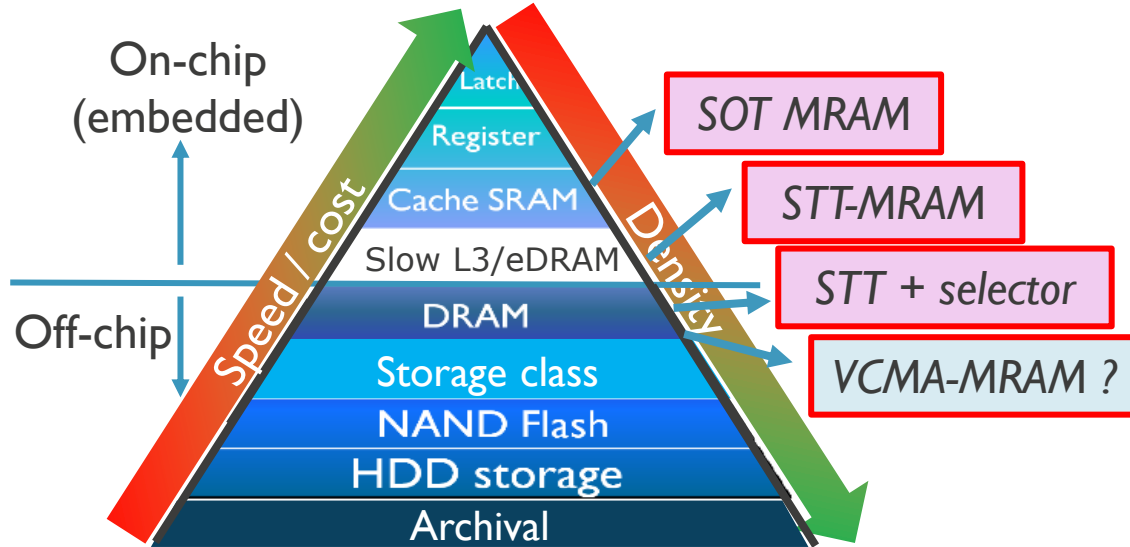 On-chip
(embedded)
Off-chip
Speed / cost
Latch
Register
Cache SRAM
Slow L3/eDRAM
DRAM
Storage class
NAND Flash
HDD storage
Archival
Density
SOT MRAM
STT-MRAM
STT + selector
VCMA-MRAM ?